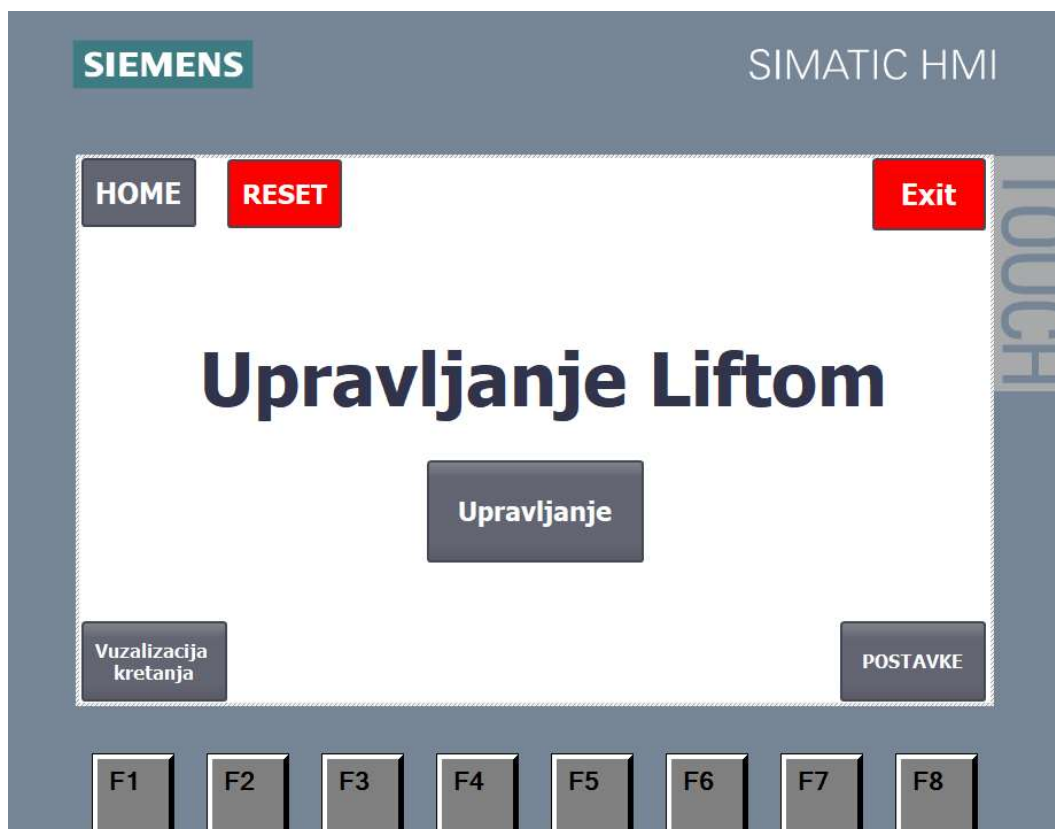 SIEMENS
SIMATIC HMI
HOME
RESET
Exit
TOUCH
Upravljanje Liftom
Upravljanje
Vuzalizacija
kretanja
POSTAVKE
F1
F2
F3
F4
F5
F6
F7
F8